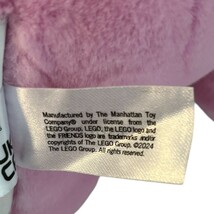 Manufactured by The Manhattan Toy
Company® under license from the
LEGO Group. LEGO, the LEGO logo and
the FRIENDS logo are trademarks and/or
copyrights of The LEGO Group. ©2024
The LEGO Group. All rights reserved.